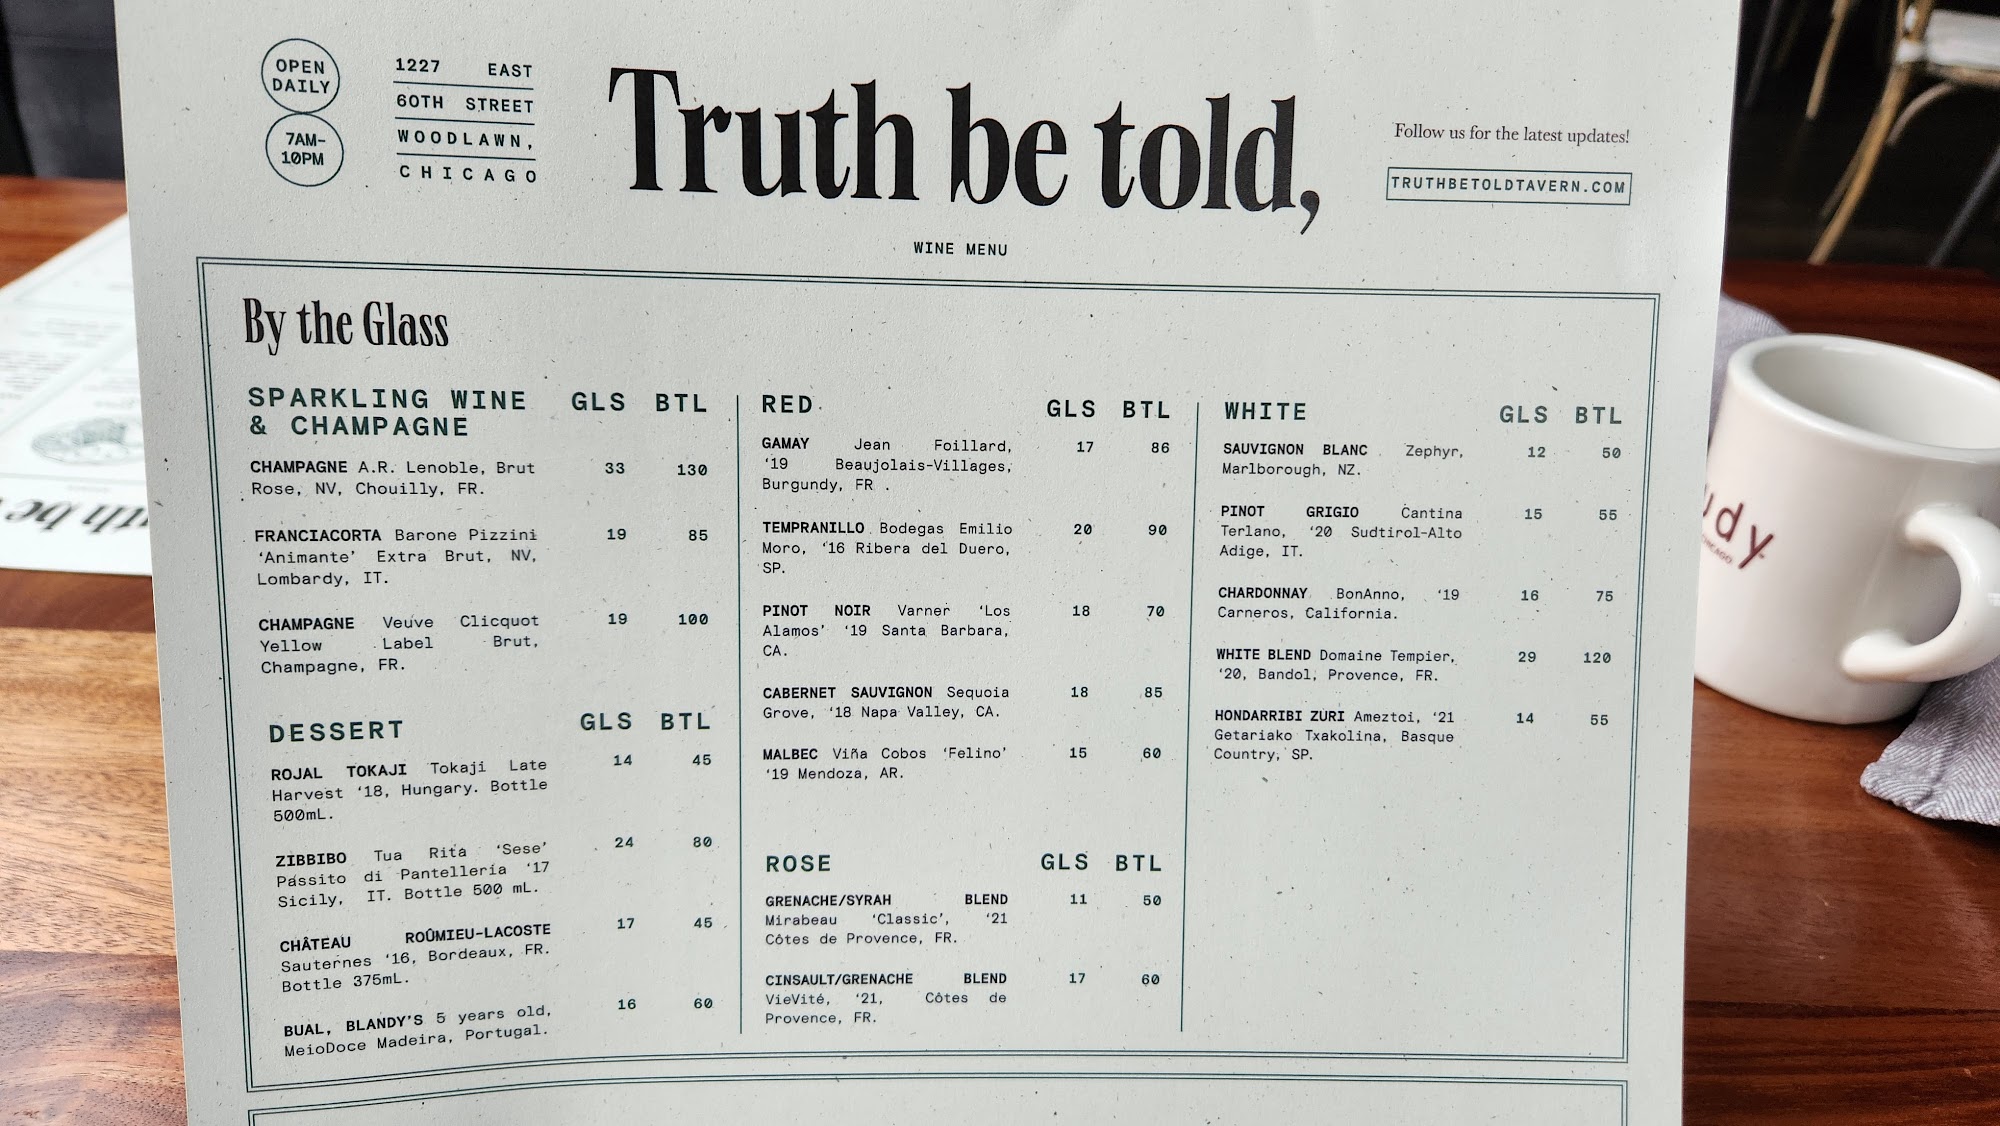 OPEN
DAILY
7AM-
10PM
1227 EAST
60TH STREET
WOODLAWN,
CHICAGO
Truth be told,
Follow us for the latest updates!
TRUTHBETOLDTAVERN.COM
WINE MENU
By the Glass
SPARKLING WINE GLS BTL
& CHAMPAGNE
CHAMPAGNE A.R. Lenoble, Brut 33 130
Rose, NV, Chouilly, FR.
FRANCIACORTA Barone Pizzini 19 85
‘Animante’ Extra Brut, NV,
Lombardy, IT.
CHAMPAGNE Veuve Clicquot 19 100
Yellow Label Brut,
Champagne, FR.
DESSERT GLS BTL
ROJAL TOKAJI Tokaji Late 14 45
Harvest ‘18, Hungary. Bottle
500mL.
ZIBBIBO Tua Rita ‘Sese’ 24 80
Passito di Pantelleria ‘17
Sicily, IT. Bottle 500 mL.
CHÂTEAU ROÛMIEU-LACOSTE 17 45
Sauternes ‘16, Bordeaux, FR.
Bottle 375mL.
BUAL, BLANDY’S 5 years old, 16 60
MeioDoce Madeira, Portugal.
RED GLS BTL
GAMAY Jean Foillard, 17 86
‘19 Beaujolais-Villages,
Burgundy, FR .
TEMPRANILLO Bodegas Emilio 20 90
Moro, ‘16 Ribera del Duero,
SP.
PINOT NOIR Varner ‘Los 18 70
Alamos’ ‘19 Santa Barbara,
CA.
CABERNET SAUVIGNON Sequoia 18 85
Grove, ‘18 Napa Valley, CA.
MALBEC Viña Cobos ‘Felino’ 15 60
‘19 Mendoza, AR.
ROSE GLS BTL
GRENACHE/SYRAH BLEND 11 50
Mirabeau ‘Classic’, ‘21
Côtes de Provence, FR.
CINSAULT/GRENACHE BLEND 17 60
VieVité, ‘21, Côtes de
Provence, FR.
WHITE GLS BTL
SAUVIGNON BLANC Zephyr, 12 50
Marlborough, NZ.
PINOT GRIGIO Cantina 15 55
Terlano, ‘20 Sudtirol-Alto
Adige, IT.
CHARDONNAY BonAnno, ‘19 16 75
Carneros, California.
WHITE BLEND Domaine Tempier, 29 120
‘20, Bandol, Provence, FR.
HONDARRIBI ZURI Ameztoi, ‘21 14 55
Getariako Txakolina, Basque
Country, SP.